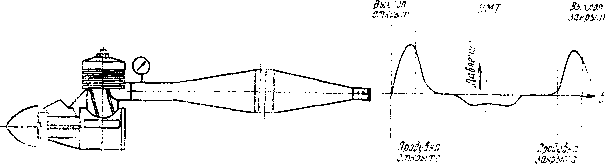 Выхлоп
открыт
НМТ
Выхлоп
закрыт
Давление
Продувка
открыта
Продувка
закрыта